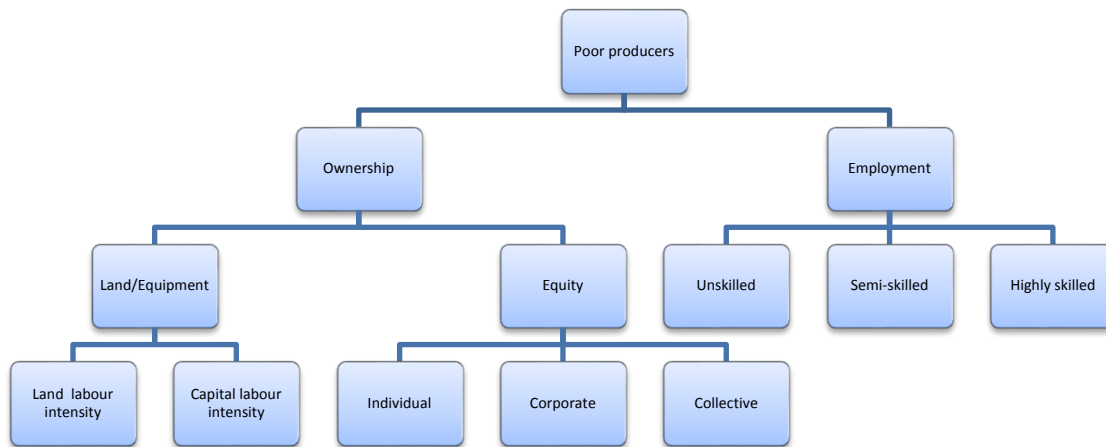 Poor producers
Ownership
Employment
Land/Equipment
Equity
Unskilled
Semi-skilled
Highly skilled
Land labour
intensity
Capital labour
intensity
Individual
Corporate
Collective